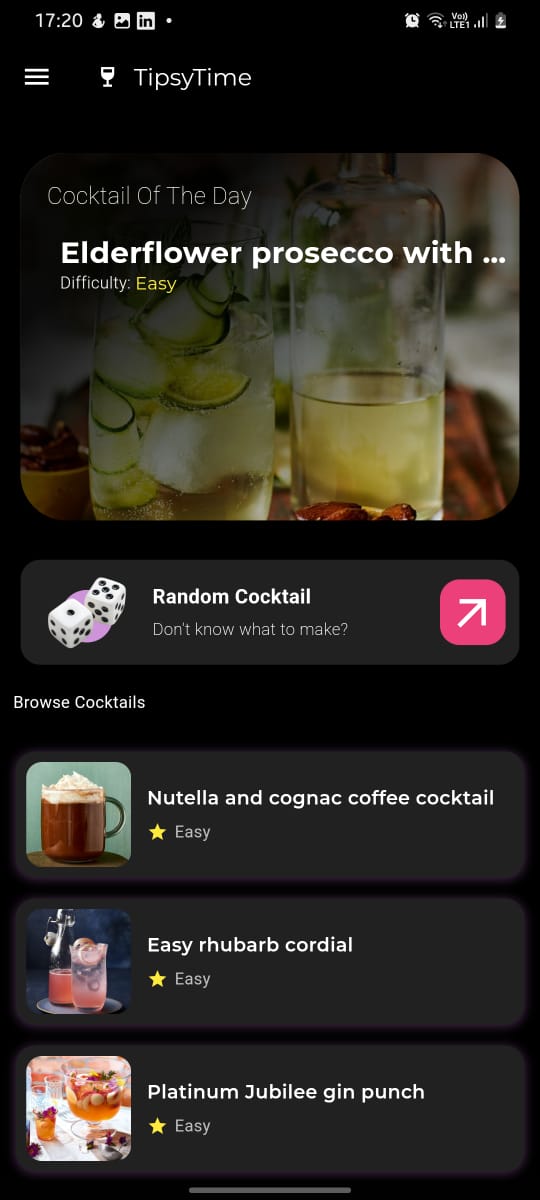 17:20
in
Vo))
LTE1
TipsyTime
Cocktail Of The Day
Elderflower prosecco with ...
Difficulty: Easy
Random Cocktail
Don't know what to make?
Browse Cocktails
Nutella and cognac coffee cocktail
Easy
Easy rhubarb cordial
Easy
Platinum Jubilee gin punch
Easy